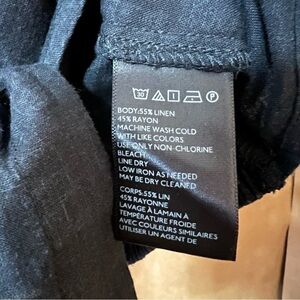 30 P
BODY:55% LINEN
45% RAYON
MACHINE WASH COLD
WITH LIKE COLORS
USE ONLY NON-CHLORINE
BLEACH
LINE DRY
LOW IRON AS NEEDED
MAY BE DRY CLEANED
CORPS:55% LIN
45% RAYONNE
LAVAGE À LAMAIN À
TEMPÉRATURE FROIDE
AVEC COULEURS SIMILAIRES
UTILISER UN AGENT DE